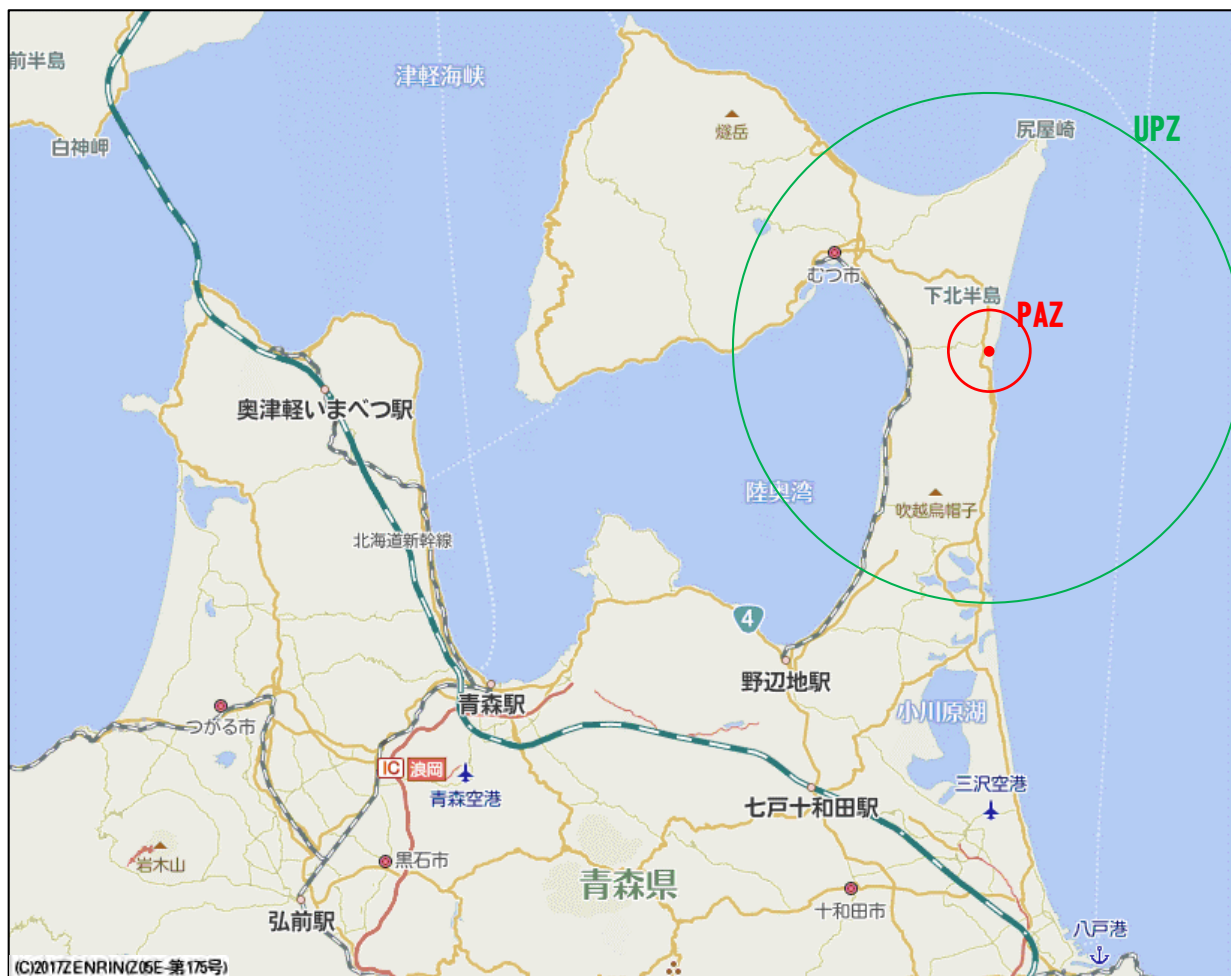 津軽海峡
前半島
白神岬
燧岳
尻屋崎
UPZ
むつ市
下北半島
PAZ
奥津軽いまべつ駅
陸奥湾
吹越烏帽子
北海道新幹線
4
野辺地駅
青森駅
つがる市
小川原湖
IC 浪岡
青森空港
七戸十和田駅
三沢空港
岩木山
黒石市
青森県
十和田市
弘前駅
八戸港
(C)2017ZENRIN(Z05E-第175号)